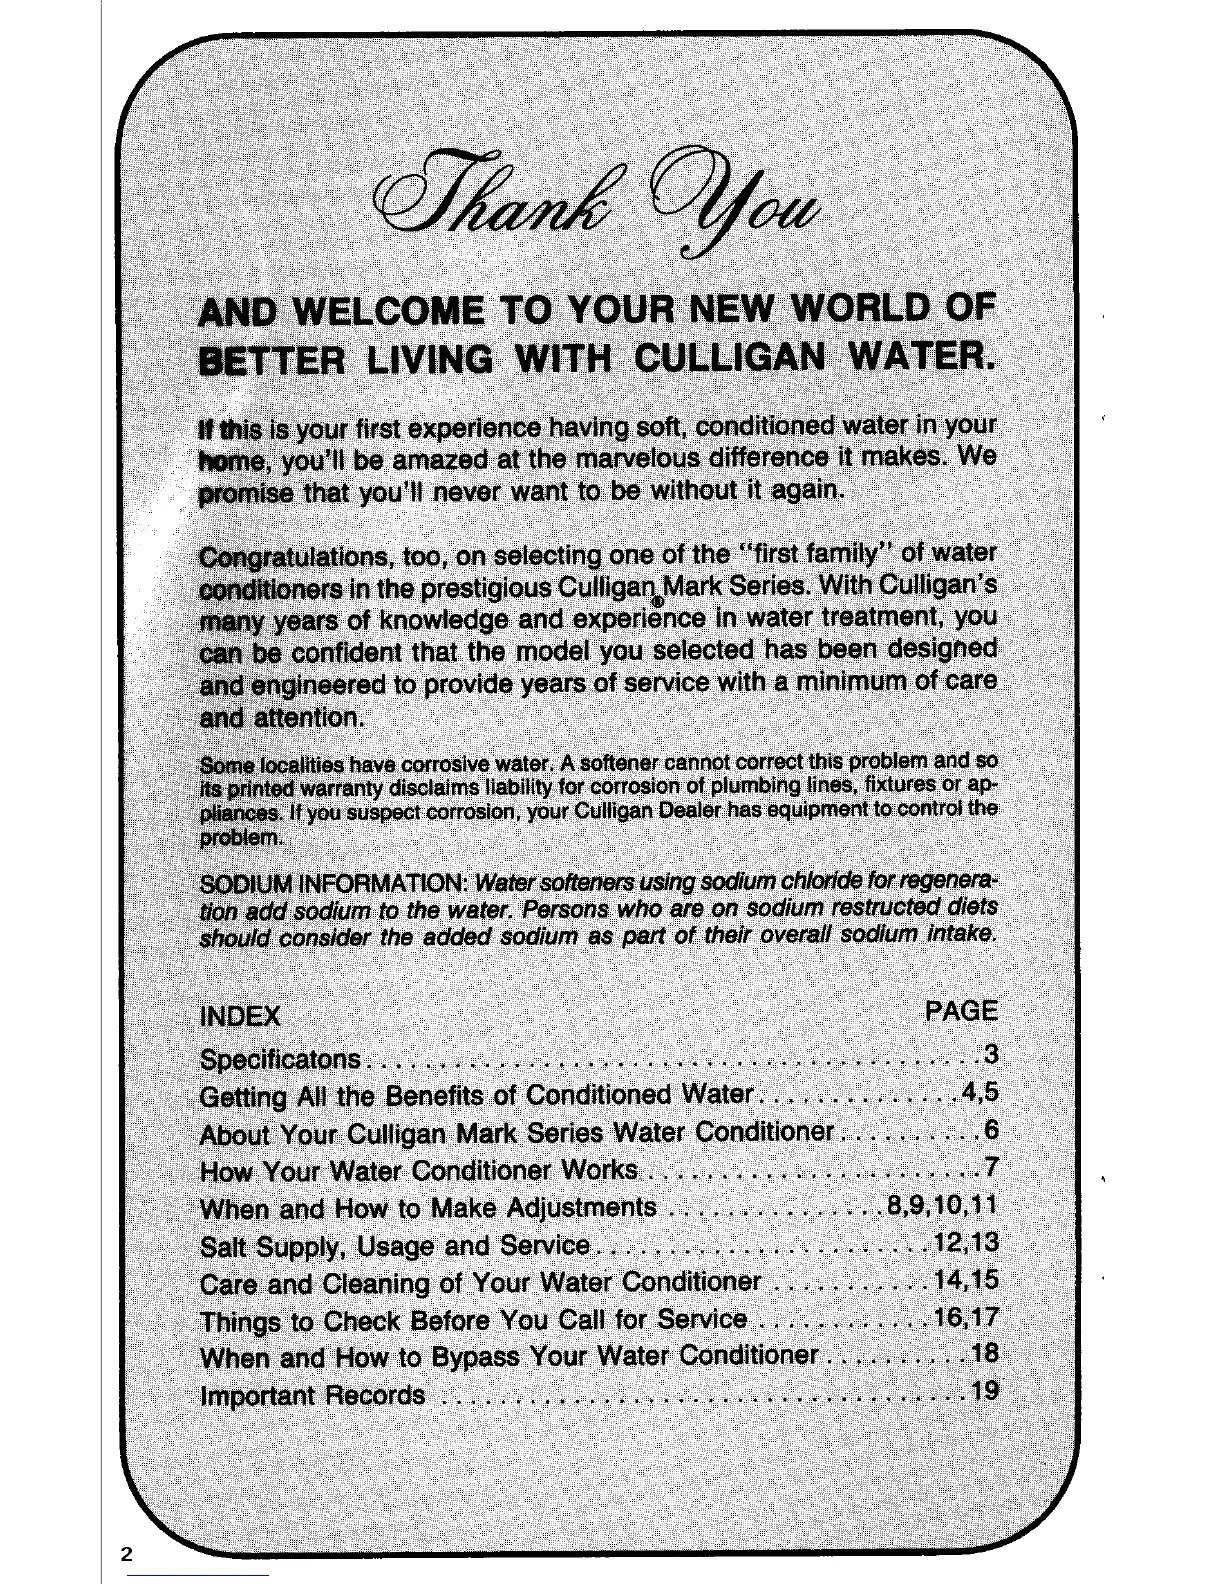 Thank You
AND WELCOME TO YOUR NEW WORLD OF
BETTER LIVING WITH CULLIGAN WATER.
If this is your first experience having soft, conditioned water in your
home, you'll be amazed at the marvelous difference it makes. We
promise that you'll never want to be without it again.
Congratulations, too, on selecting one of the "first family" of water
conditioners in the prestigious Culligan® Mark Series. With Culligan's
many years of knowledge and experience in water treatment, you
can be confident that the model you selected has been designed
and engineered to provide years of service with a minimum of care
and attention.
Some localities have corrosive water. A softener cannot correct this problem and so
its printed warranty disclaims liability for corrosion of plumbing lines, fixtures or ap-
pliances. If you suspect corrosion, your Culligan Dealer has equipment to control the
problem.
SODIUM INFORMATION: Water softeners using sodium chloride for regenera-
tion add sodium to the water. Persons who are on sodium restructed diets
should consider the added sodium as part of their overall sodium intake.
INDEX PAGE
Specificatons. . . . . . . . . . . . . . . . . . . . . . . . . . . . . . . . . . . . . . . . . . 3
Getting All the Benefits of Conditioned Water. . . . . . . . . . . . . . 4,5
About Your Culligan Mark Series Water Conditioner . . . . . . . . . . 6
How Your Water Conditioner Works . . . . . . . . . . . . . . . . . . . . . . . 7
When and How to Make Adjustments . . . . . . . . . . . . . . . 8,9,10,11
Salt Supply, Usage and Service. . . . . . . . . . . . . . . . . . . . . . . 12,13
Care and Cleaning of Your Water Conditioner . . . . . . . . . . . 14,15
Things to Check Before You Call for Service . . . . . . . . . . . . 16,17
When and How to Bypass Your Water Conditioner . . . . . . . . . . 18
Important Records . . . . . . . . . . . . . . . . . . . . . . . . . . . . . . . . . . . . 19
2